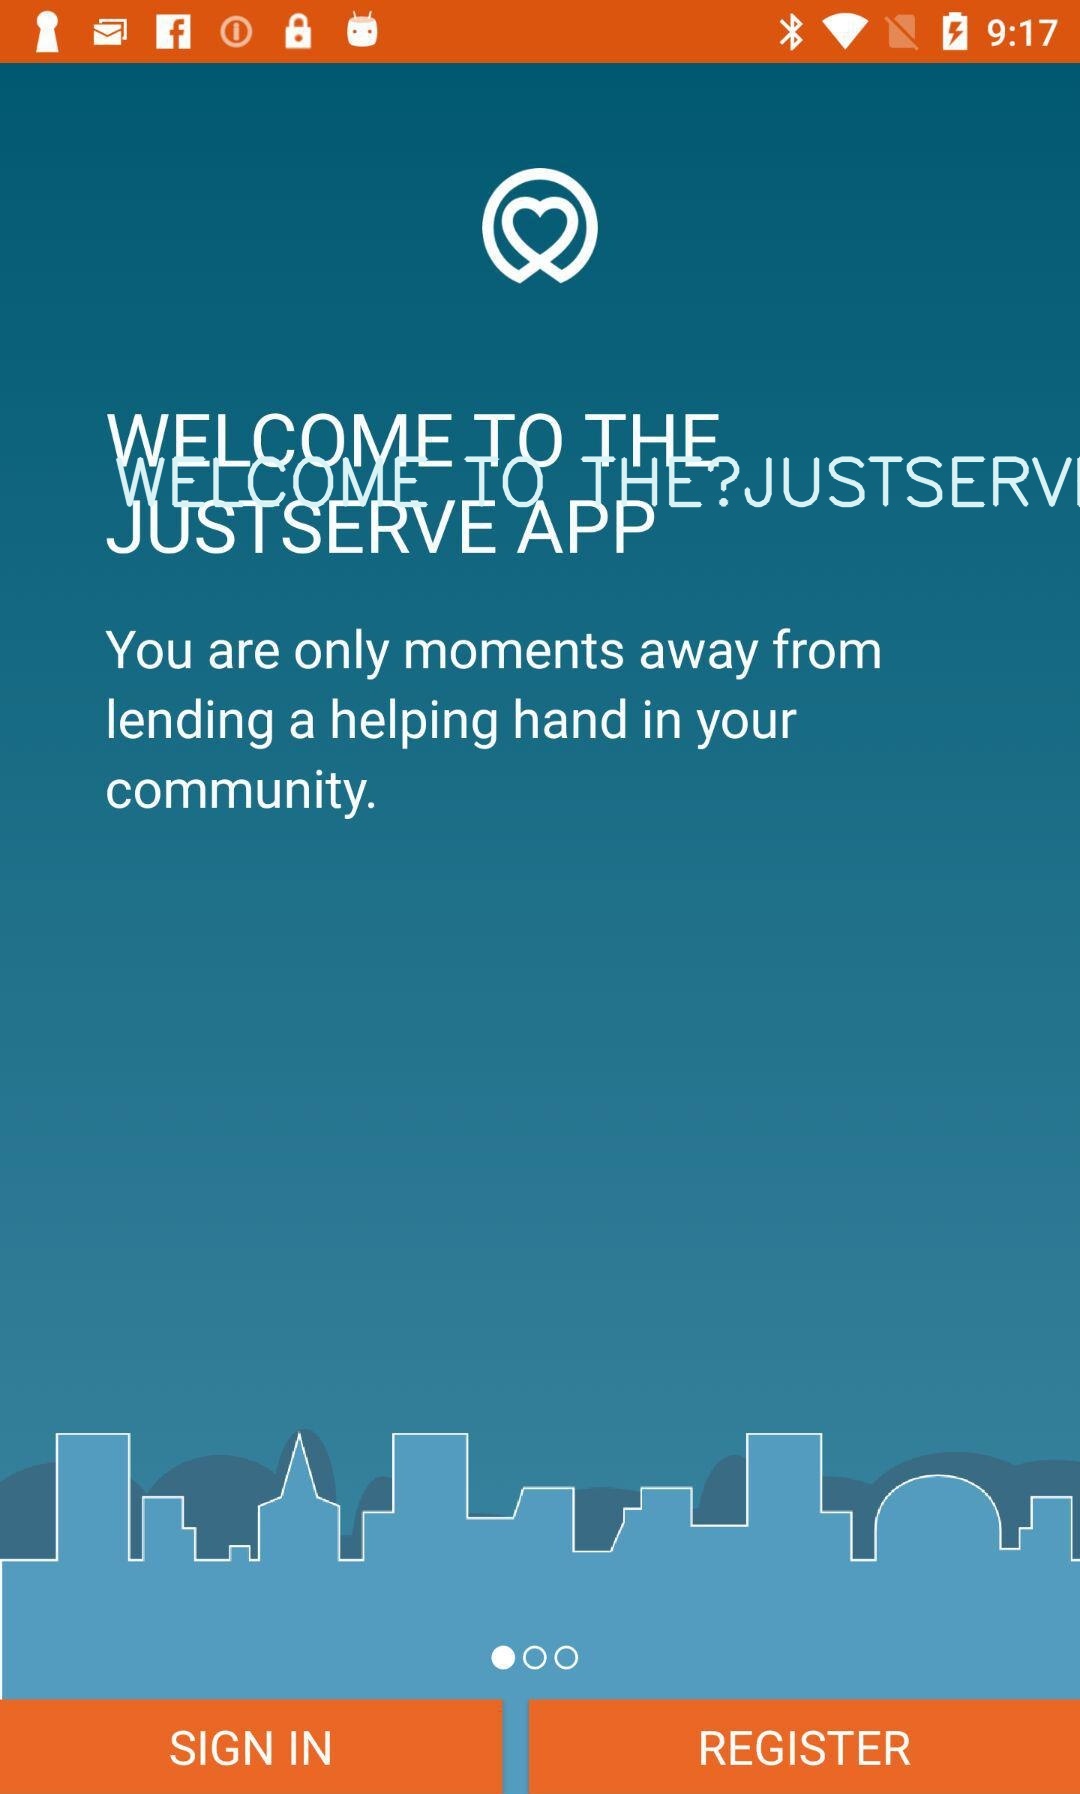 9:17
WELCOME TO THE
WELCOME TO THE?JUSTSERVE
JUSTSERVE APP
You are only moments away from
lending a helping hand in your
community.
SIGN IN
REGISTER